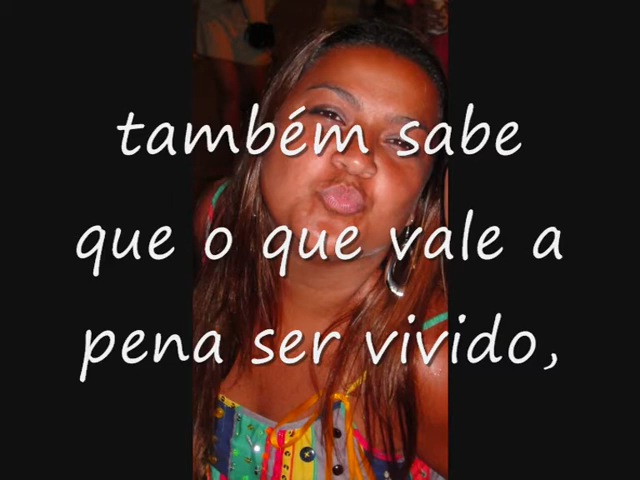 também sabe
que o que vale a
pena ser vivido,